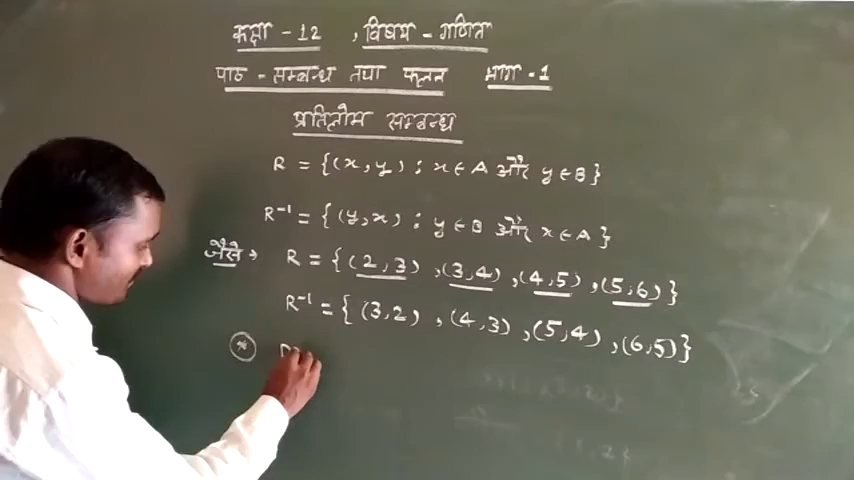 कक्षा - 12 , विषय - गणित
पाठ - सम्बन्ध तथा फलन भाग - 1
प्रतिलोम सम्बन्ध
R = {(x, y) : x ∈ A और y ∈ B}
R⁻¹ = {(y, x) : y ∈ B और x ∈ A}
जैसे → R = {(2, 3) , (3, 4) , (4, 5) , (5, 6)}
R⁻¹ = {(3, 2) , (4, 3) , (5, 4) , (6, 5)}
(*)